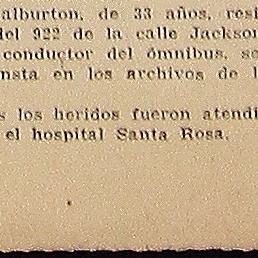 alburton, de 33 años, resi
del 922 de la calle Jackson
conductor del ómnibus, se
nsta en los archivos de l
s los heridos fueron atendi
el hospital Santa Rosa.